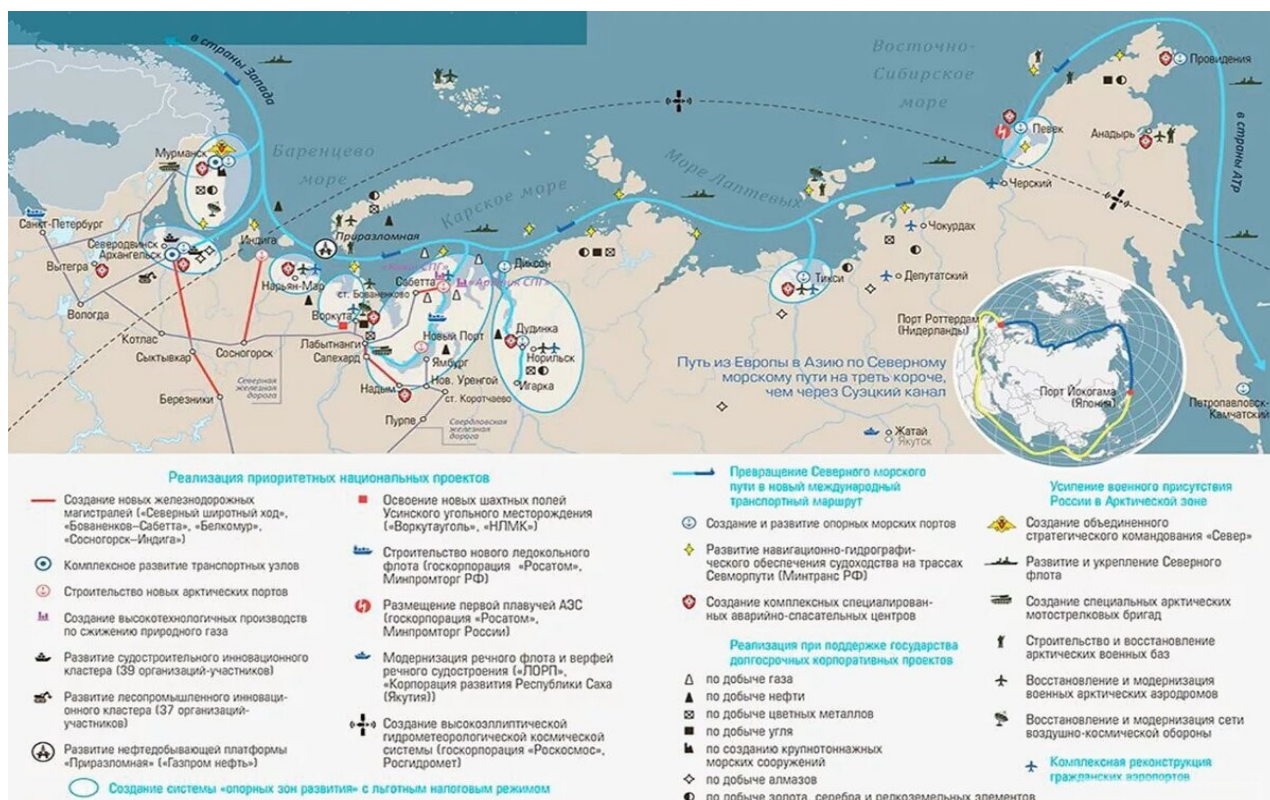 в страны Запада
Восточно-
Сибирское
море
Провидения
Певек
Анадырь
в страны АТР
Мурманск
Баренцево
море
Море Лаптевых
Карское море
Черский
Санкт-Петербург
Северодвинск
Архангельск
Индига
Приразломная
Чокурдах
Вытегра
Нарьян-Мар
Сабетта
«Ямал СПГ»
«Арктик СПГ»
Диксон
Тикси
Депутатский
ст. Бованенково
Вологда
Воркута
Порт Роттердам
(Нидерланды)
Котлас
Сыктывкар
Сосногорск
Лабытнанги
Салехард
Новый Порт
Ямбург
Дудинка
Норильск
Путь из Европы в Азию по Северному
морскому пути на треть короче,
чем через Суэцкий канал
Порт Йокогама
(Япония)
Петропавловск-
Камчатский
Березники
Северная
железная
дорога
Надым
Нов. Уренгой
ст. Коротчаево
Игарка
Пурпе
Свердловская
железная
дорога
Жатай
Якутск
Реализация приоритетных национальных проектов
Создание новых железнодорожных
магистралей («Северный широтный ход»,
«Бованенков–Сабетта», «Белкомур»,
«Сосногорск–Индига»)
Комплексное развитие транспортных узлов
Строительство новых арктических портов
Создание высокотехнологичных производств
по сжижению природного газа
Развитие судостроительного инновационного
кластера (39 организаций-участников)
Развитие лесопромышленного инноваци-
онного кластера (37 организаций-
участников)
Развитие нефтедобывающей платформы
«Приразломная» («Газпром нефть»)
Создание системы «опорных зон развития» с льготным налоговым режимом
Освоение новых шахтных полей
Усинского угольного месторождения
(«Воркутауголь», «НЛМК»)
Строительство нового ледокольного
флота (госкорпорация «Росатом»,
Минпромторг РФ)
Размещение первой плавучей АЭС
(госкорпорация «Росатом»,
Минпромторг России)
Модернизация речного флота и верфей
речного судостроения («ЛОРП»,
«Корпорация развития Республики Саха
(Якутия))
Создание высокоэллиптической
гидрометеорологической космической
системы (госкорпорация «Роскосмос»,
Росгидромет)
Превращение Северного морского
пути в новый международный
транспортный маршрут
Создание и развитие опорных морских портов
Развитие навигационно-гидрографи-
ческого обеспечения судоходства на трассах
Севморпути (Минтранс РФ)
Создание комплексных специалирован-
ных аварийно-спасательных центров
Реализация при поддержке государства
долгосрочных корпоративных проектов
по добыче газа
по добыче нефти
по добыче цветных металлов
по добыче угля
по созданию крупнотоннажных
морских сооружений
по добыче алмазов
по добыче золота, серебра и редкоземельных элементов
Усиление военного присутствия
России в Арктической зоне
Создание объединенного
стратегического командования «Север»
Развитие и укрепление Северного
флота
Создание специальных арктических
мотострелковых бригад
Строительство и восстановление
арктических военных баз
Восстановление и модернизация
военных арктических аэродромов
Восстановление и модернизация сети
воздушно-космической обороны
Комплексная реконструкция
гражданских аэропортов